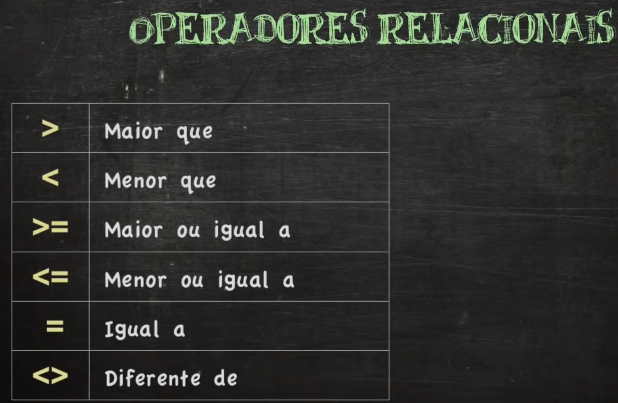 OPERADORES RELACIONAIS
> Maior que
< Menor que
>= Maior ou igual a
<= Menor ou igual a
= Igual a
<> Diferente de